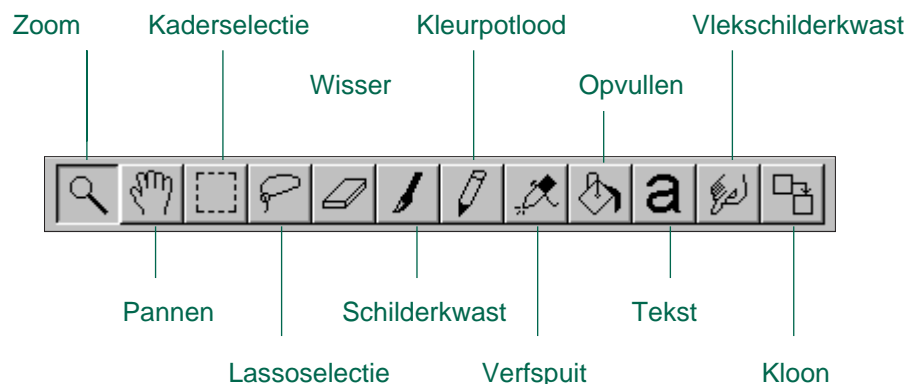 Zoom Kaderselectie Kleurpotlood Vlekschilderkwast
Wisser Opvullen
a
Pannen Schilderkwast Tekst
Lassoselectie Verfspuit Kloon